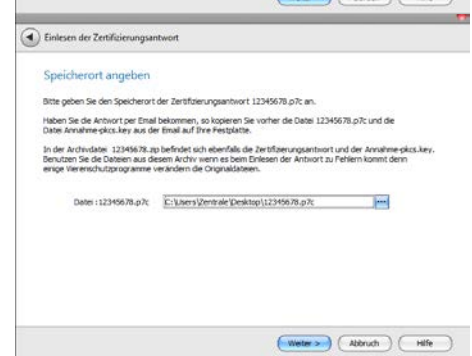 Einlesen der Zertifizierungsantwort
Speicherort angeben
Bitte geben Sie den Speicherort der Zertifizierungsantwort 12345678.p7c an.
Haben Sie die Antwort per Email bekommen, so kopieren Sie vorher die Datei 12345678.p7c und die
Datei Annahme-pkcs.key aus der Email auf Ihre Festplatte.
In der Archivdatei 12345678.zip befindet sich ebenfalls die Zertifizerungsantwort und der Annahme-pkcs.key.
Benutzen Sie die Dateien aus diesem Archiv wenn es beim Einlesen der Antwort zu Fehlern kommt denn
einige Vierenschutzprogramme verändern die Originaldateien.
Datei :12345678.p7c C:\Users\Zentrale\Desktop\12345678.p7c ...
Weiter > Abbruch Hilfe